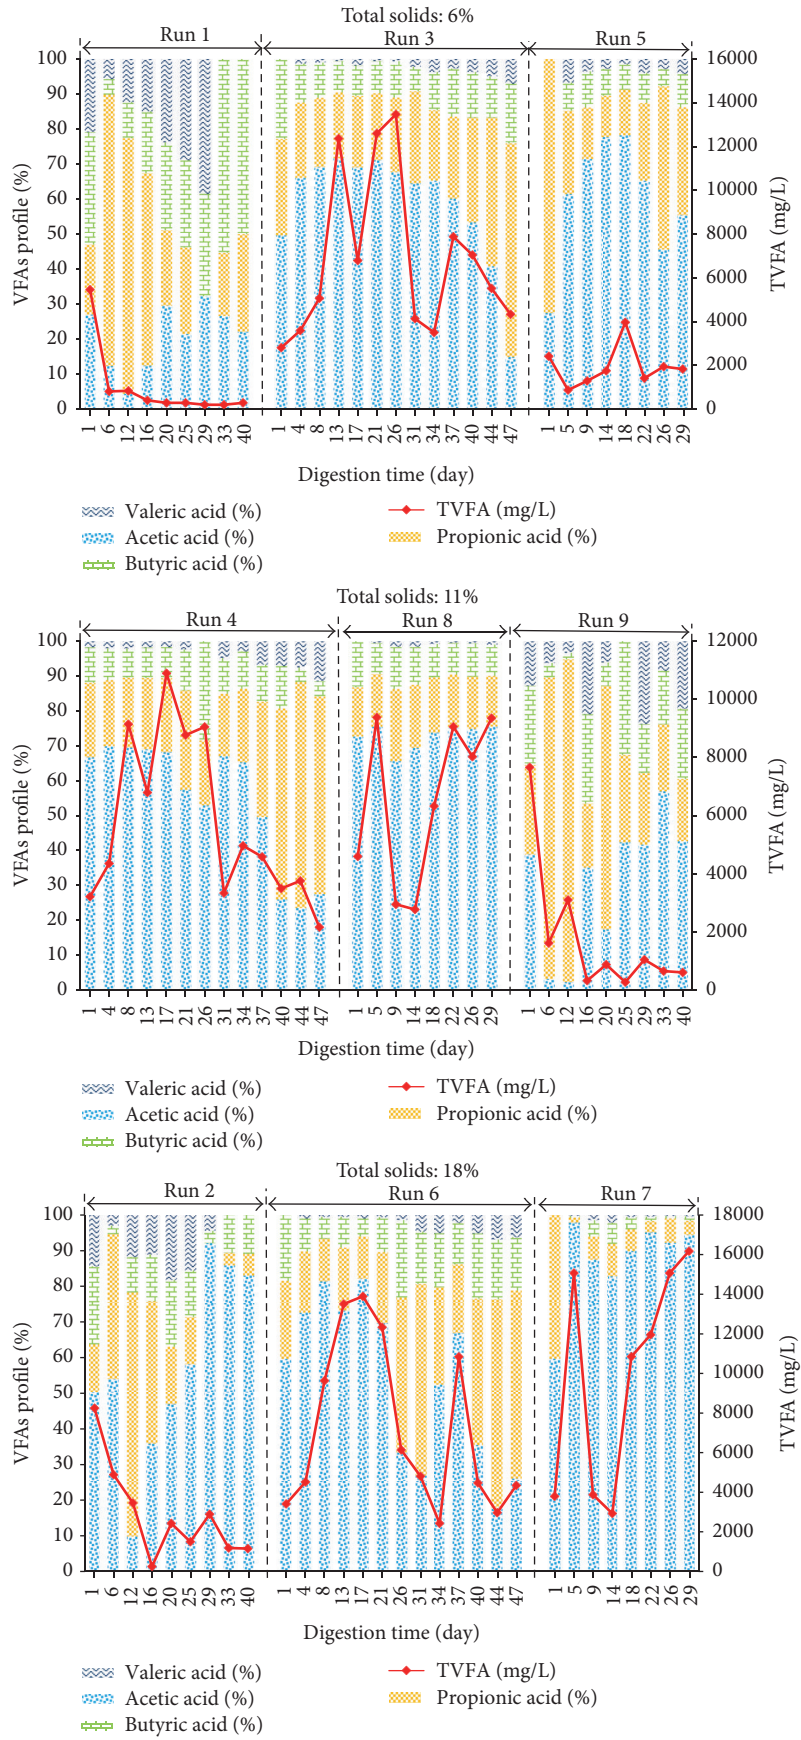 Total solids: 6%
Run 1 Run 3 Run 5
VFAs profile (%)
100
90
80
70
60
50
40
30
20
10
0
16000
14000
12000
10000
8000
6000
4000
2000
0
TVFA (mg/L)
1 6 12 16 20 25 29 33 40 1 4 8 13 17 21 26 31 34 37 40 44 47 1 5 9 14 18 22 26 29
Digestion time (day)
Valeric acid (%) TVFA (mg/L)
Acetic acid (%) Propionic acid (%)
Butyric acid (%)
Total solids: 11%
Run 4 Run 8 Run 9
VFAs profile (%)
100
90
80
70
60
50
40
30
20
10
0
12000
10000
8000
6000
4000
2000
0
TVFA (mg/L)
1 4 8 13 17 21 26 31 34 37 40 44 47 1 5 9 14 18 22 26 29 1 6 12 16 20 25 29 33 40
Digestion time (day)
Valeric acid (%) TVFA (mg/L)
Acetic acid (%) Propionic acid (%)
Butyric acid (%)
Total solids: 18%
Run 2 Run 6 Run 7
VFAs profile (%)
100
90
80
70
60
50
40
30
20
10
0
18000
16000
14000
12000
10000
8000
6000
4000
2000
0
TVFA (mg/L)
1 6 12 16 20 25 29 33 40 1 4 8 13 17 21 26 31 34 37 40 44 47 1 5 9 14 18 22 26 29
Digestion time (day)
Valeric acid (%) TVFA (mg/L)
Acetic acid (%) Propionic acid (%)
Butyric acid (%)